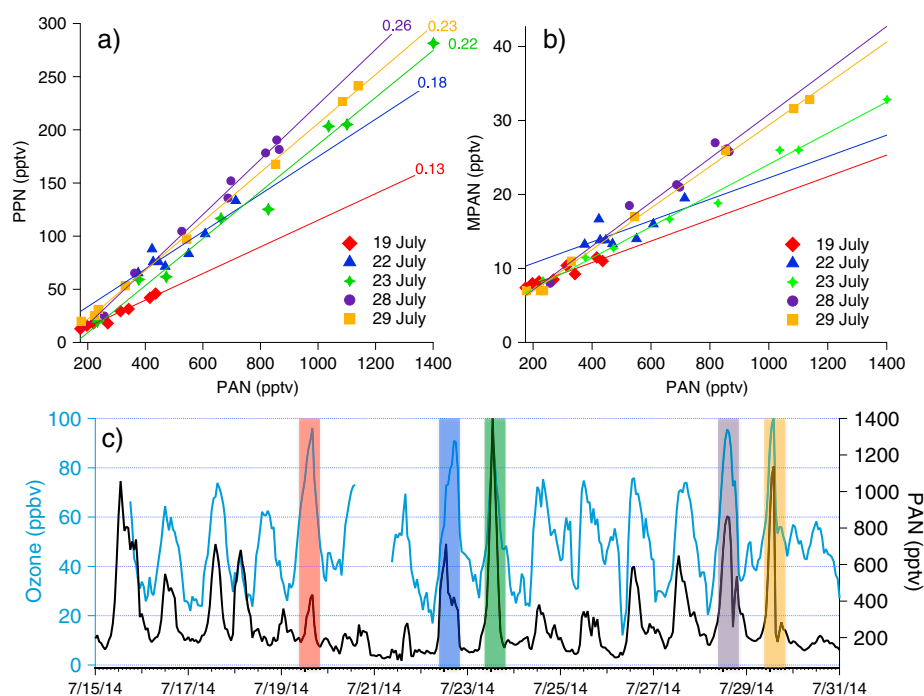 a)
PPN (pptv)
300
250
200
150
100
50
0
0.26
0.23
0.22
0.18
0.13
19 July
22 July
23 July
28 July
29 July
200 400 600 800 1000 1200 1400
PAN (pptv)
b)
MPAN (pptv)
40
30
20
10
0
19 July
22 July
23 July
28 July
29 July
200 400 600 800 1000 1200 1400
PAN (pptv)
c)
Ozone (ppbv)
100
80
60
40
20
0
PAN (pptv)
1400
1200
1000
800
600
400
200
7/15/14 7/17/14 7/19/14 7/21/14 7/23/14 7/25/14 7/27/14 7/29/14 7/31/14